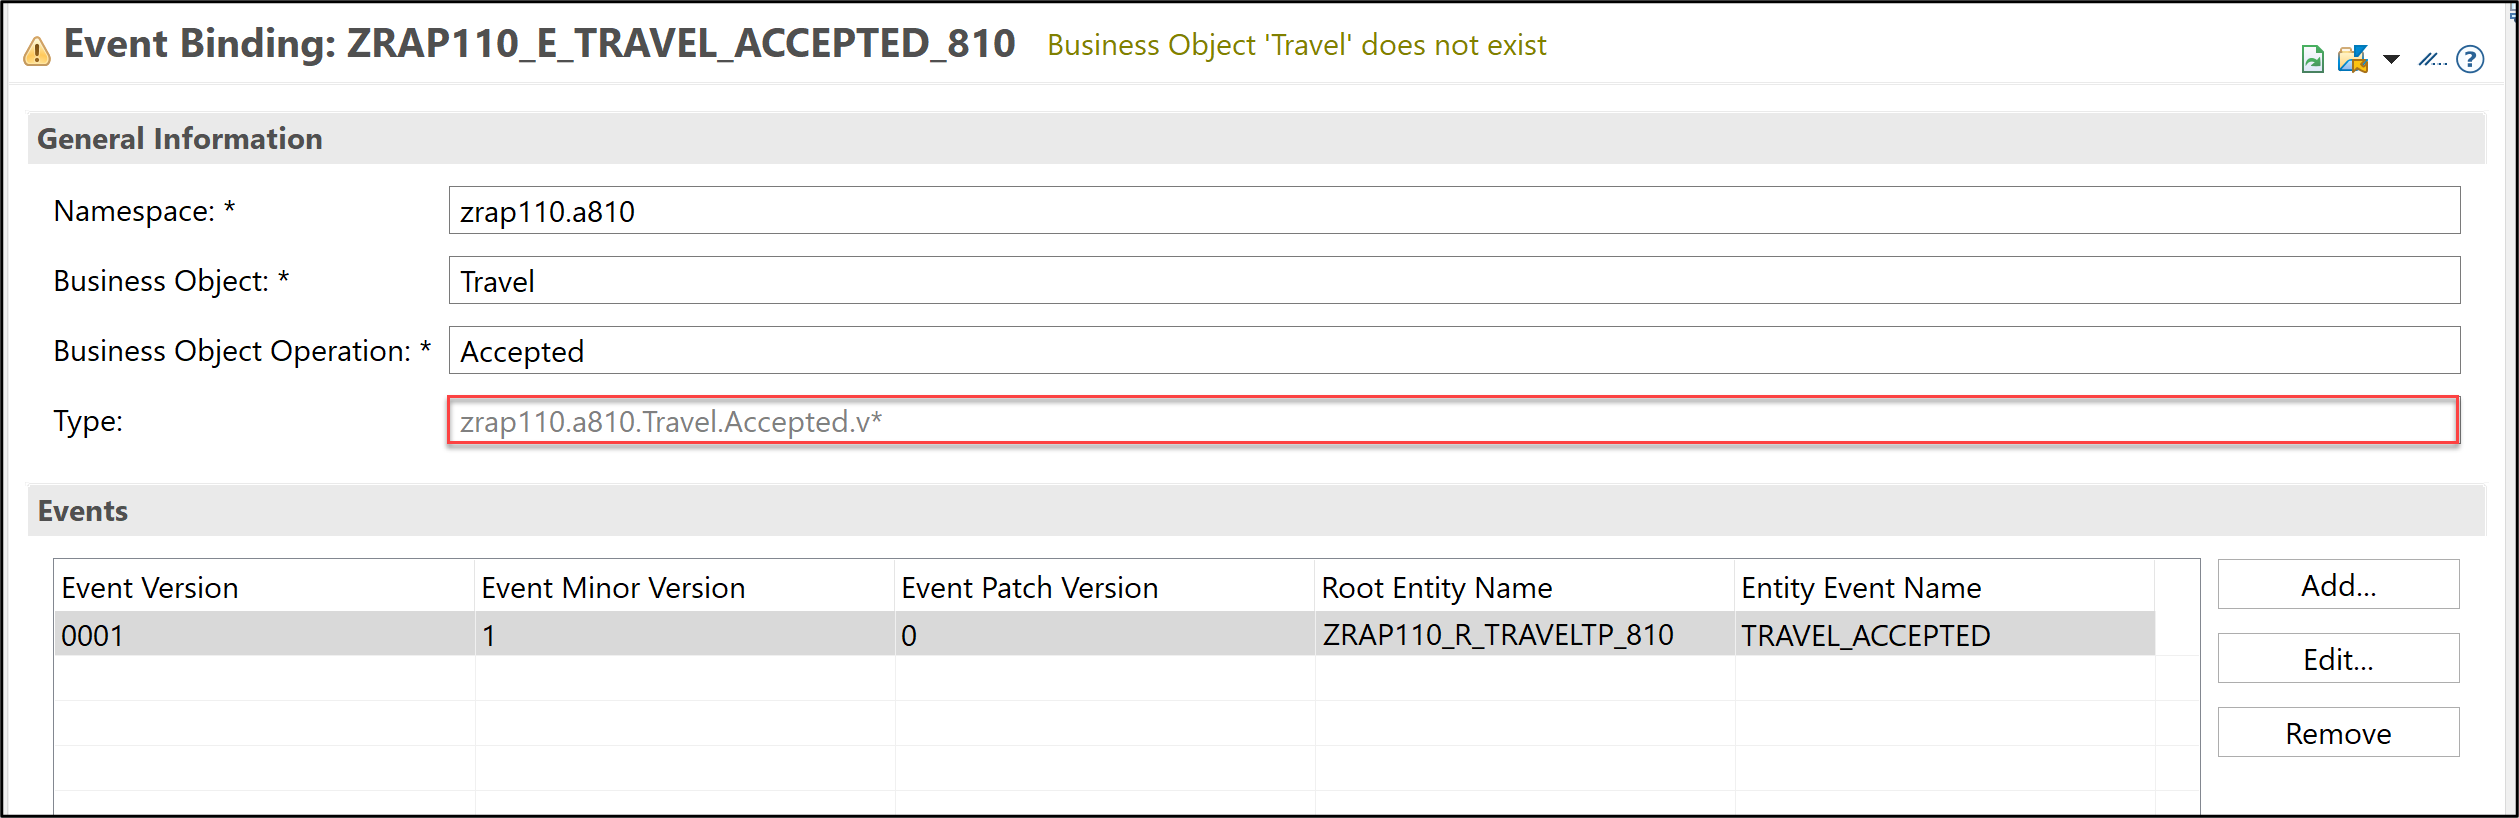 Event Binding: ZRAP110_E_TRAVEL_ACCEPTED_810 Business Object 'Travel' does not exist
General Information
Namespace: * zrap110.a810
Business Object: * Travel
Business Object Operation: * Accepted
Type: zrap110.a810.Travel.Accepted.v*
Events
Event Version Event Minor Version Event Patch Version Root Entity Name Entity Event Name
0001 1 0 ZRAP110_R_TRAVELTP_810 TRAVEL_ACCEPTED
Add...
Edit...
Remove